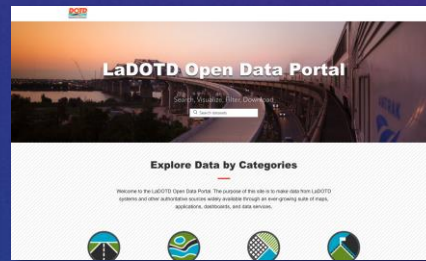 DOTD
LaDOTD Open Data Portal
Search, Visualize, Filter, Download
Search datasets
AMTRAK
Explore Data by Categories
Welcome to the LaDOTD Open Data Portal. The purpose of this site is to make data from LaDOTD
systems and other authoritative sources widely available through an ever-growing suite of maps,
applications, dashboards, and data services.